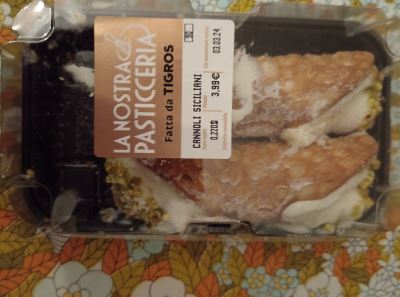 LA NOSTRA
PASTICCERIA
Fatta da TIGROS
CANNOLI SICILIANI
0,220
3,99€
03.03.24